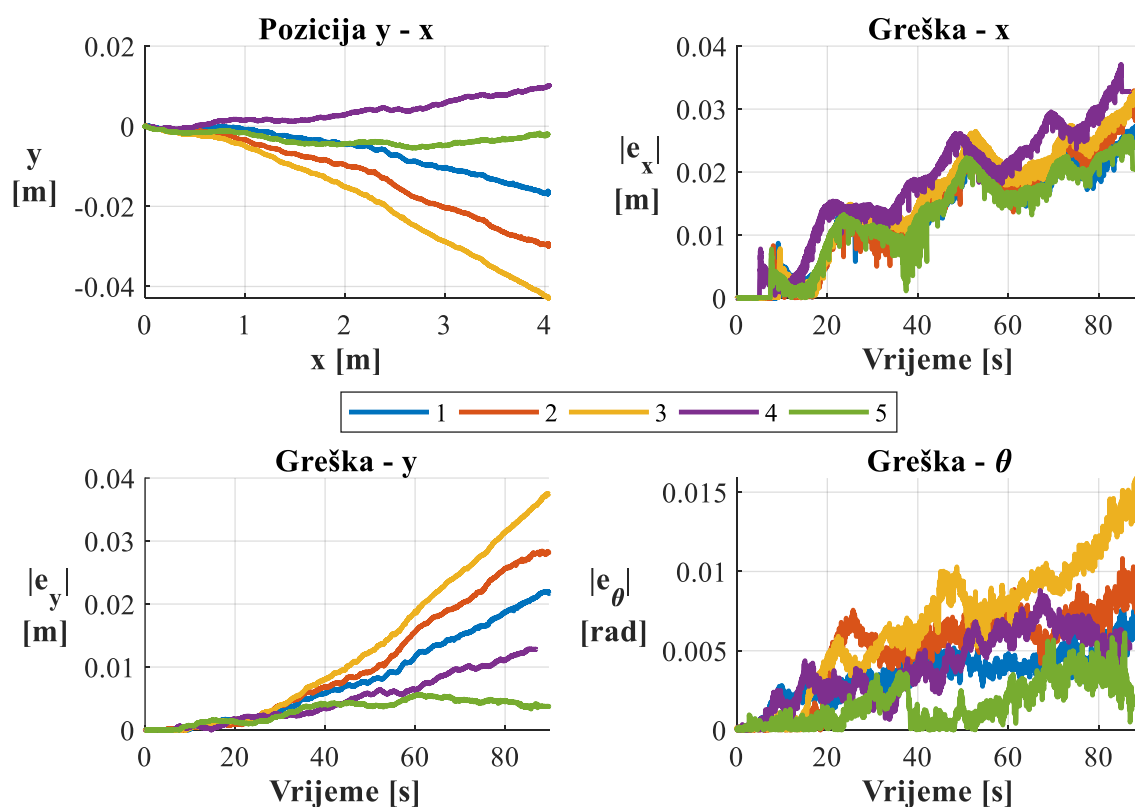 Pozicija y - x
0.02
0
-0.02
-0.04
y
[m]
0 1 2 3 4
x [m]
Greška - x
0.04
0.03
0.02
0.01
0
|e_x|
[m]
0 20 40 60 80
Vrijeme [s]
1 2 3 4 5
Greška - y
0.04
0.03
0.02
0.01
0
|e_y|
[m]
0 20 40 60 80
Vrijeme [s]
Greška - θ
0.015
0.01
0.005
0
|e_θ|
[rad]
0 20 40 60 80
Vrijeme [s]